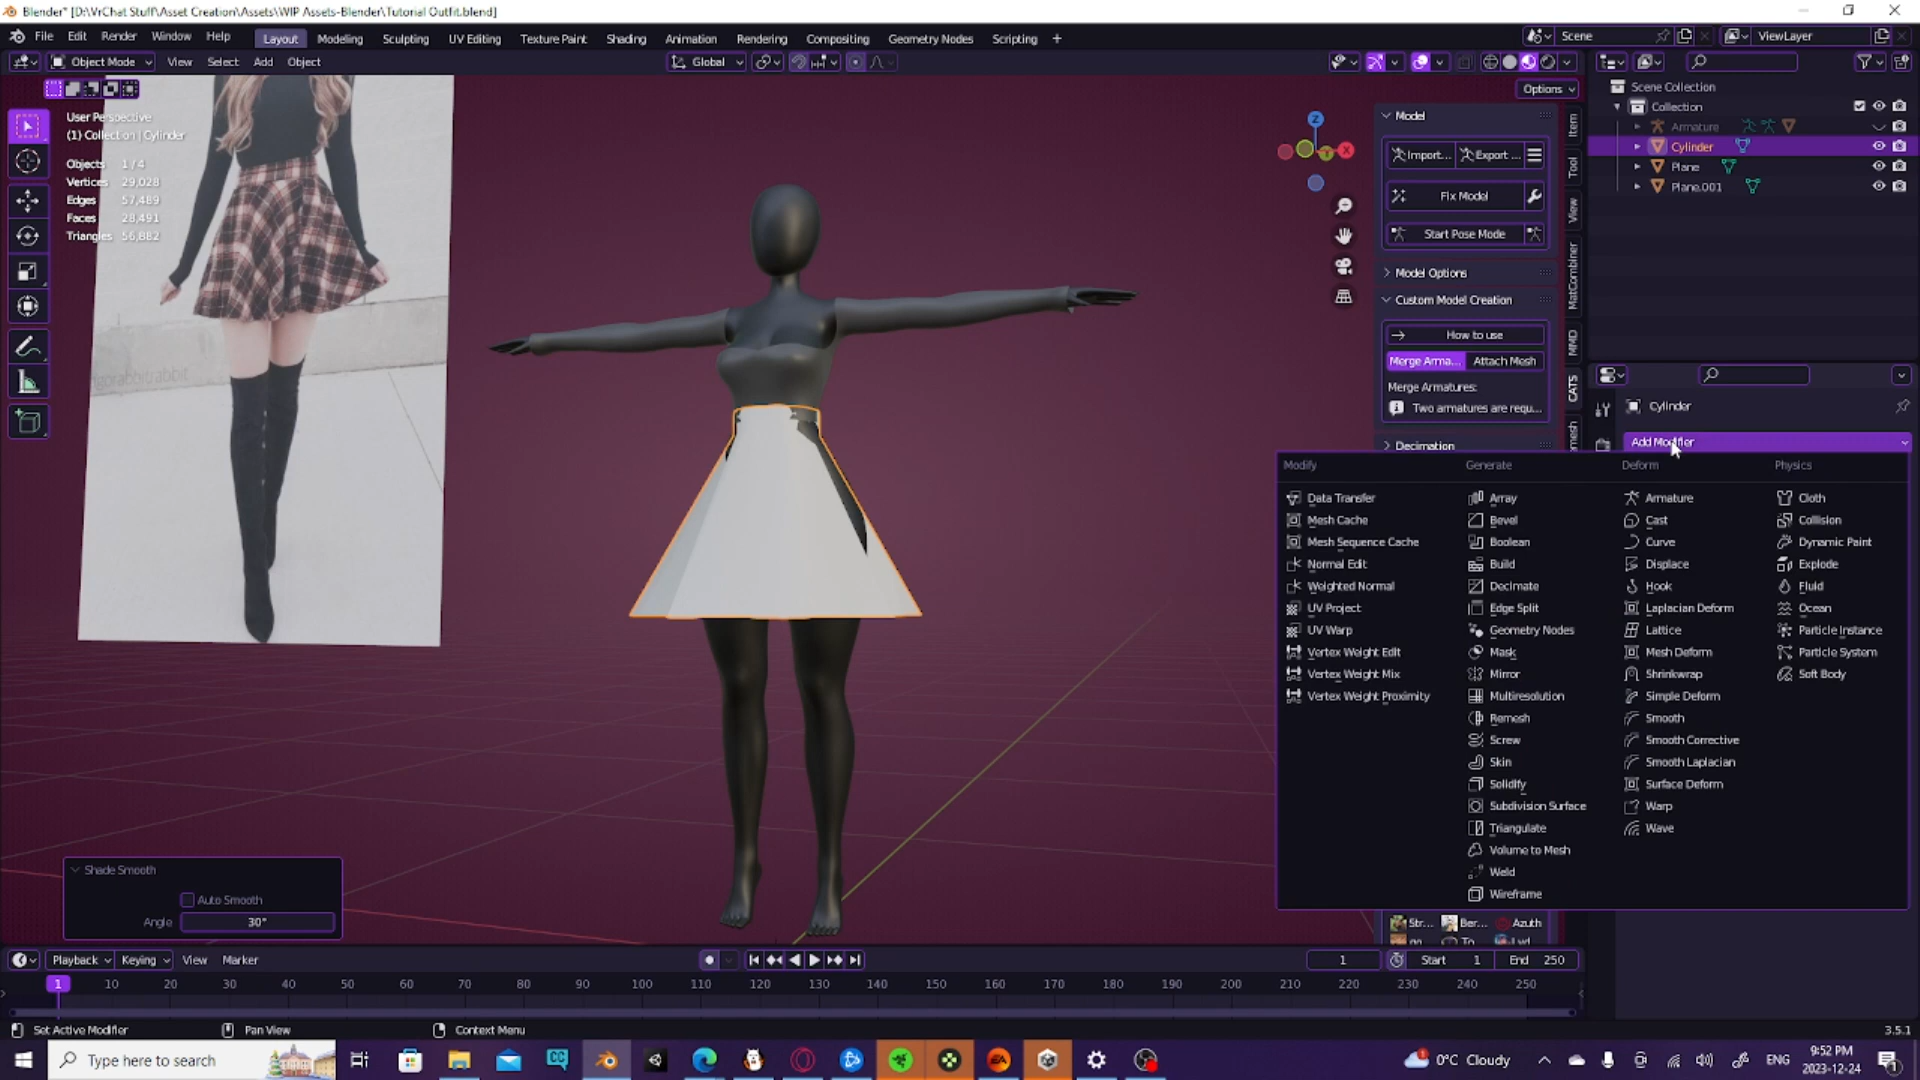 Blender* [D:\VrChat Stuff\Asset Creation\Assets\WIP Assets-Blender\Tutorial Outfit.blend]
File Edit Render Window Help Layout Modeling Sculpting UV Editing Texture Paint Shading Animation Rendering Compositing Geometry Nodes Scripting + Scene ViewLayer
Object Mode View Select Add Object Global
Options
User Perspective
(1) Collection | Cylinder
Objects 1/4
Vertices 29,028
Edges 57,489
Faces 28,491
Triangles 56,882
Z
X
Model
Import... Export ...
Fix Model
Start Pose Mode
Model Options
Custom Model Creation
How to use
Merge Arma... Attach Mesh
Merge Armatures:
Two armatures are requ...
Decimation
Item
Tool
View
MatCombiner
MMD
CATS
Scene Collection
Collection
Armature
Cylinder
Plane
Plane.001
Cylinder
Add Modifier
Modify
Data Transfer
Mesh Cache
Mesh Sequence Cache
Normal Edit
Weighted Normal
UV Project
UV Warp
Vertex Weight Edit
Vertex Weight Mix
Vertex Weight Proximity
Generate
Array
Bevel
Boolean
Build
Decimate
Edge Split
Geometry Nodes
Mask
Mirror
Multiresolution
Remesh
Screw
Skin
Solidify
Subdivision Surface
Triangulate
Volume to Mesh
Weld
Wireframe
Deform
Armature
Cast
Curve
Displace
Hook
Laplacian Deform
Lattice
Mesh Deform
Shrinkwrap
Simple Deform
Smooth
Smooth Corrective
Smooth Laplacian
Surface Deform
Warp
Wave
Physics
Cloth
Collision
Dynamic Paint
Explode
Fluid
Ocean
Particle Instance
Particle System
Soft Body
Str... Ber... Azuth
Shade Smooth
Auto Smooth
Angle 30°
Playback Keying View Marker 1 Start 1 End 250
1 10 20 30 40 50 60 70 80 90 100 110 120 130 140 150 160 170 180 190 200 210 220 230 240 250
Set Active Modifier Pan View Context Menu 3.5.1
Type here to search 0°C Cloudy ENG 9:52 PM
2023-12-24